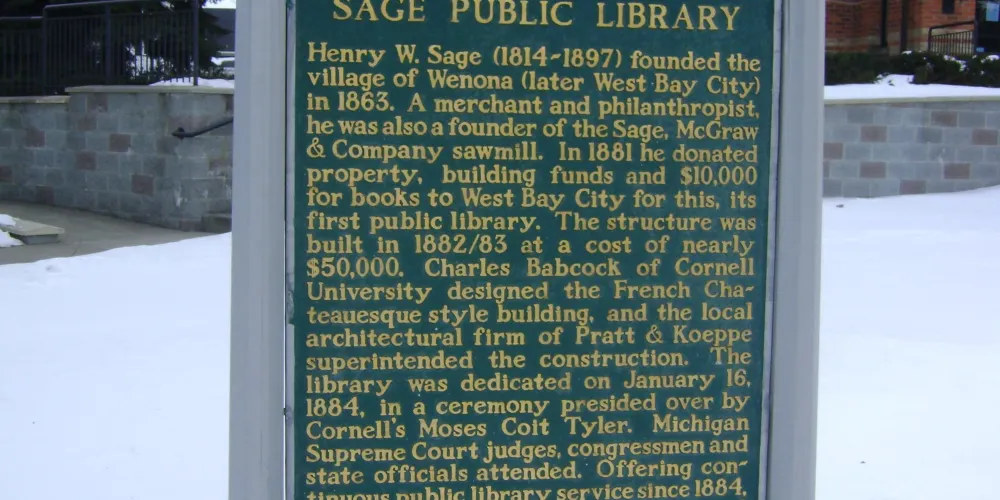 SAGE PUBLIC LIBRARY
Henry W. Sage (1814-1897) founded the
village of Wenona (later West Bay City)
in 1863. A merchant and philanthropist,
he was also a founder of the Sage, McGraw
& Company sawmill. In 1881 he donated
property, building funds and $10,000
for books to West Bay City for this, its
first public library. The structure was
built in 1882/83 at a cost of nearly
$50,000. Charles Babcock of Cornell
University designed the French Cha-
teauesque style building, and the local
architectural firm of Pratt & Koeppe
superintended the construction. The
library was dedicated on January 16,
1884, in a ceremony presided over by
Cornell's Moses Coit Tyler. Michigan
Supreme Court judges, congressmen and
state officials attended. Offering con-
tinuous public library service since 1884,